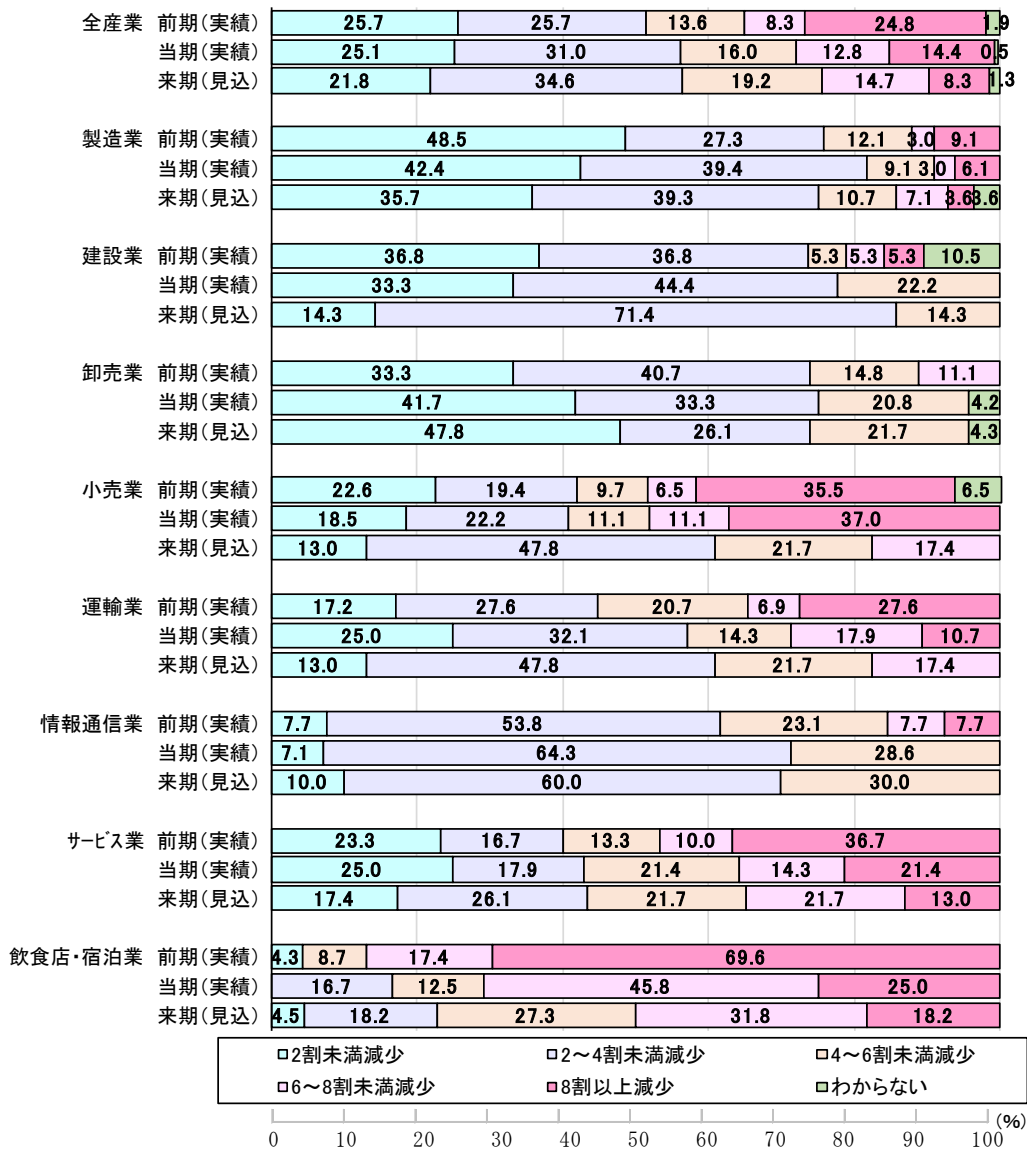 全産業 前期(実績) 25.7 25.7 13.6 8.3 24.8 1.9
当期(実績) 25.1 31.0 16.0 12.8 14.4 0.5
来期(見込) 21.8 34.6 19.2 14.7 8.3 1.3
製造業 前期(実績) 48.5 27.3 12.1 3.0 9.1
当期(実績) 42.4 39.4 9.1 3.0 6.1
来期(見込) 35.7 39.3 10.7 7.1 3.6 3.6
建設業 前期(実績) 36.8 36.8 5.3 5.3 5.3 10.5
当期(実績) 33.3 44.4 22.2
来期(見込) 14.3 71.4 14.3
卸売業 前期(実績) 33.3 40.7 14.8 11.1
当期(実績) 41.7 33.3 20.8 4.2
来期(見込) 47.8 26.1 21.7 4.3
小売業 前期(実績) 22.6 19.4 9.7 6.5 35.5 6.5
当期(実績) 18.5 22.2 11.1 11.1 37.0
来期(見込) 13.0 47.8 21.7 17.4
運輸業 前期(実績) 17.2 27.6 20.7 6.9 27.6
当期(実績) 25.0 32.1 14.3 17.9 10.7
来期(見込) 13.0 47.8 21.7 17.4
情報通信業 前期(実績) 7.7 53.8 23.1 7.7 7.7
当期(実績) 7.1 64.3 28.6
来期(見込) 10.0 60.0 30.0
ｻｰﾋﾞｽ業 前期(実績) 23.3 16.7 13.3 10.0 36.7
当期(実績) 25.0 17.9 21.4 14.3 21.4
来期(見込) 17.4 26.1 21.7 21.7 13.0
飲食店・宿泊業 前期(実績) 4.3 8.7 17.4 69.6
当期(実績) 16.7 12.5 45.8 25.0
来期(見込) 4.5 18.2 27.3 31.8 18.2
2割未満減少 2～4割未満減少 4～6割未満減少
6～8割未満減少 8割以上減少 わからない
(%)
0 10 20 30 40 50 60 70 80 90 100